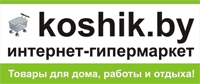 koshik.by
интернет-гипермаркет
Товары для дома, работы и отдыха!